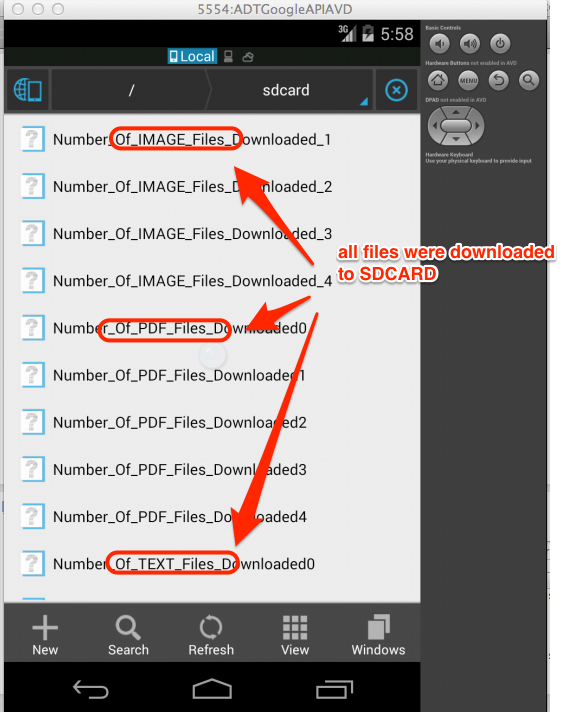 5554:ADTGoogleAPIAVD
3G 5:58
Local
/ sdcard
Number_Of_IMAGE_Files_Downloaded_1
Number_Of_IMAGE_Files_Downloaded_2
Number_Of_IMAGE_Files_Downloaded_3
Number_Of_IMAGE_Files_Downloaded_4
Number_Of_PDF_Files_Downloaded0
Number_Of_PDF_Files_Downloaded1
Number_Of_PDF_Files_Downloaded2
Number_Of_PDF_Files_Downloaded3
Number_Of_PDF_Files_Downloaded4
Number_Of_TEXT_Files_Downloaded0
all files were downloaded
to SDCARD
New Search Refresh View Windows
Basic Controls
Hardware Buttons not enabled in AVD
MENU
DPAD not enabled in AVD
Hardware Keyboard
Use your physical keyboard to provide input